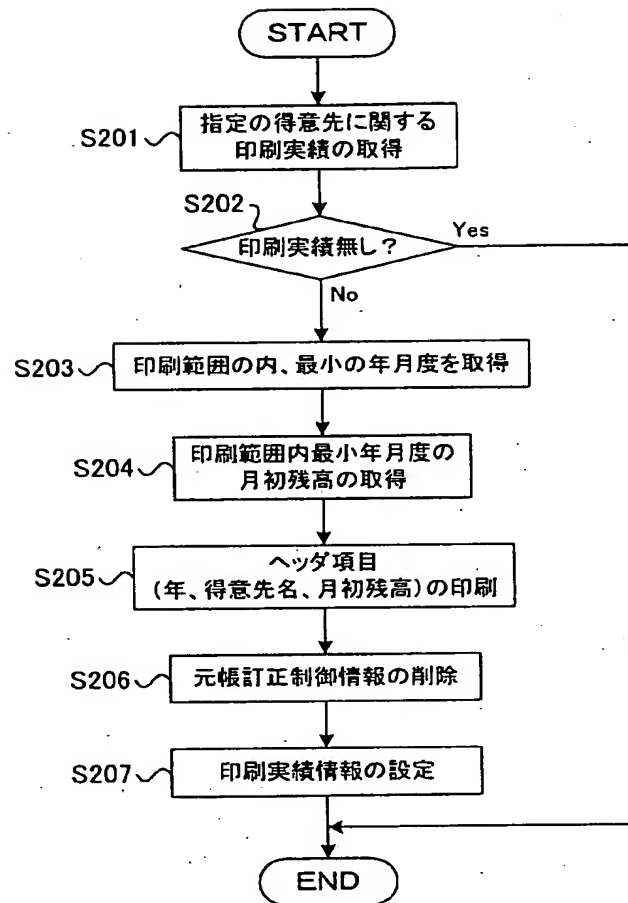 START
S201
指定の得意先に関する
印刷実績の取得
S202
印刷実績無し?
Yes
No
S203
印刷範囲の内、最小の年月度を取得
S204
印刷範囲内最小年月度の
月初残高の取得
S205
ヘッダ項目
(年、得意先名、月初残高)の印刷
S206
元帳訂正制御情報の削除
S207
印刷実績情報の設定
END